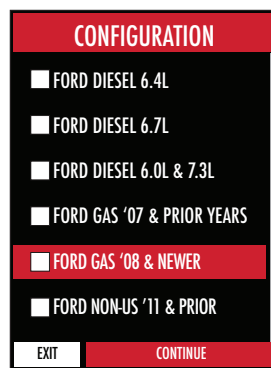 CONFIGURATION
FORD DIESEL 6.4L
FORD DIESEL 6.7L
FORD DIESEL 6.0L & 7.3L
FORD GAS ‘07 & PRIOR YEARS
FORD GAS ‘08 & NEWER
FORD NON-US ’11 & PRIOR
EXIT CONTINUE